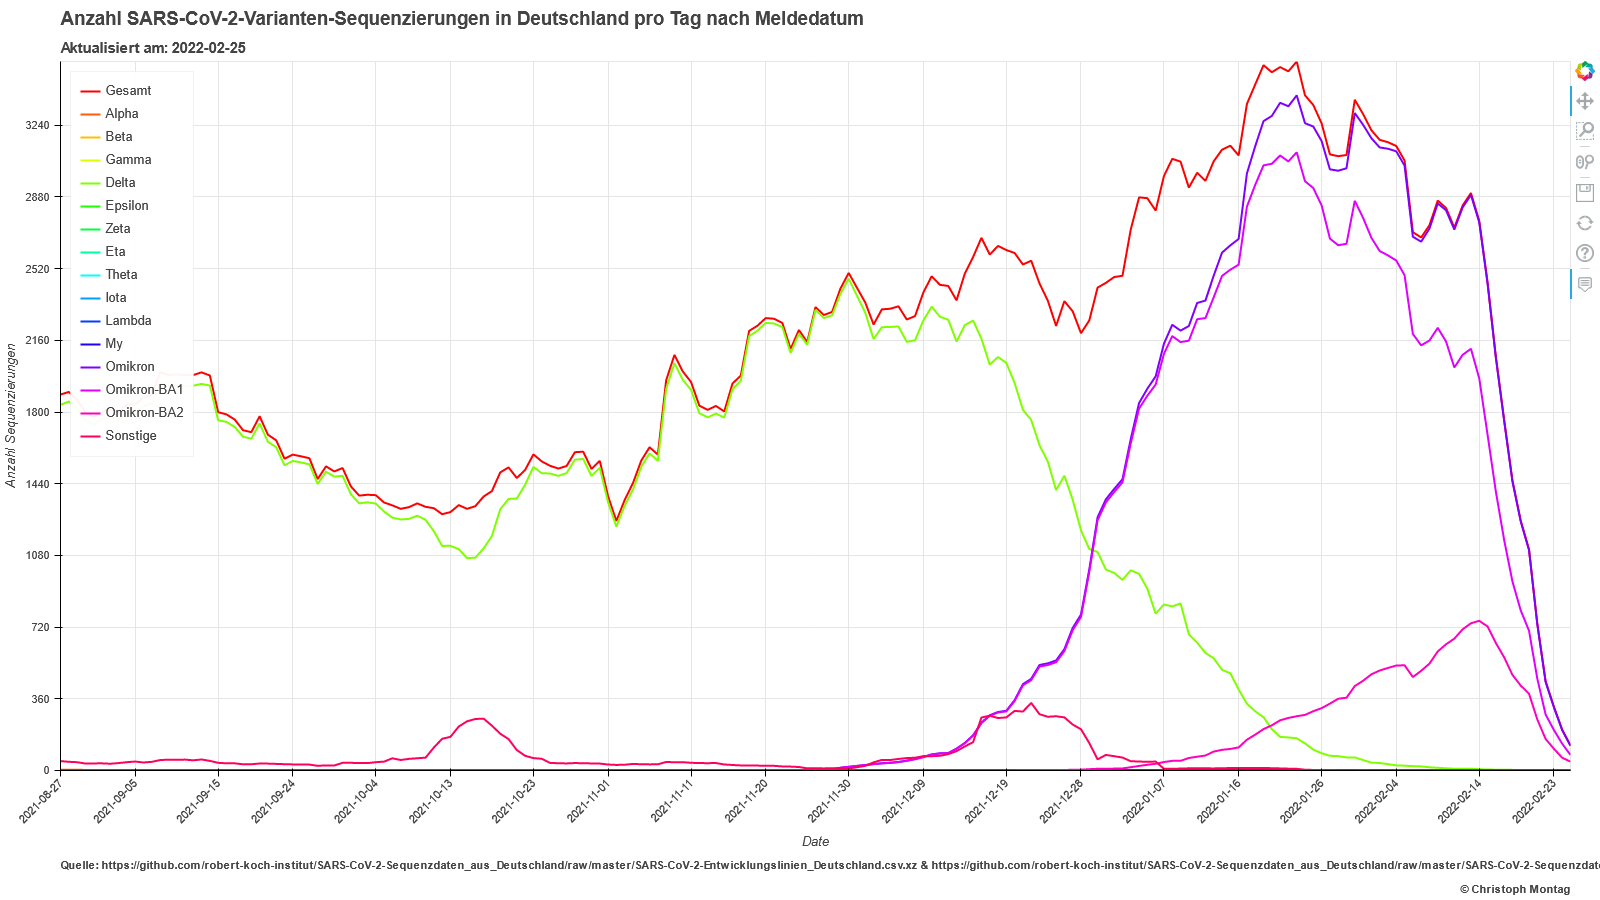 Anzahl SARS-CoV-2-Varianten-Sequenzierungen in Deutschland pro Tag nach Meldedatum
Aktualisiert am: 2022-02-25
Gesamt
Alpha
Beta
Gamma
Delta
Epsilon
Zeta
Eta
Theta
Iota
Lambda
My
Omikron
Omikron-BA1
Omikron-BA2
Sonstige
Anzahl Sequenzierungen
3240
2880
2520
2160
1800
1440
1080
720
360
0
2021-08-27
2021-09-05
2021-09-15
2021-09-24
2021-10-04
2021-10-13
2021-10-23
2021-11-01
2021-11-11
2021-11-20
2021-11-30
2021-12-09
2021-12-19
2021-12-28
2022-01-07
2022-01-16
2022-01-26
2022-02-04
2022-02-14
2022-02-23
Date
Quelle: https://github.com/robert-koch-institut/SARS-CoV-2-Sequenzdaten_aus_Deutschland/raw/master/SARS-CoV-2-Entwicklungslinien_Deutschland.csv.xz & https://github.com/robert-koch-institut/SARS-CoV-2-Sequenzdaten_aus_Deutschland/raw/master/SARS-CoV-2-Sequenzdate
© Christoph Montag